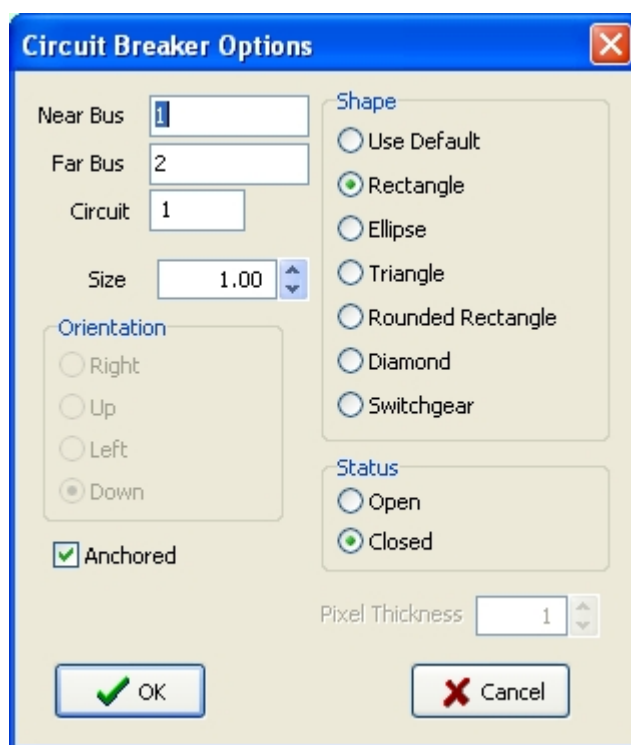 Circuit Breaker Options
Near Bus 1
Far Bus 2
Circuit 1
Size 1.00
Orientation
Right
Up
Left
Down
Anchored
Shape
Use Default
Rectangle
Ellipse
Triangle
Rounded Rectangle
Diamond
Switchgear
Status
Open
Closed
Pixel Thickness 1
OK
Cancel